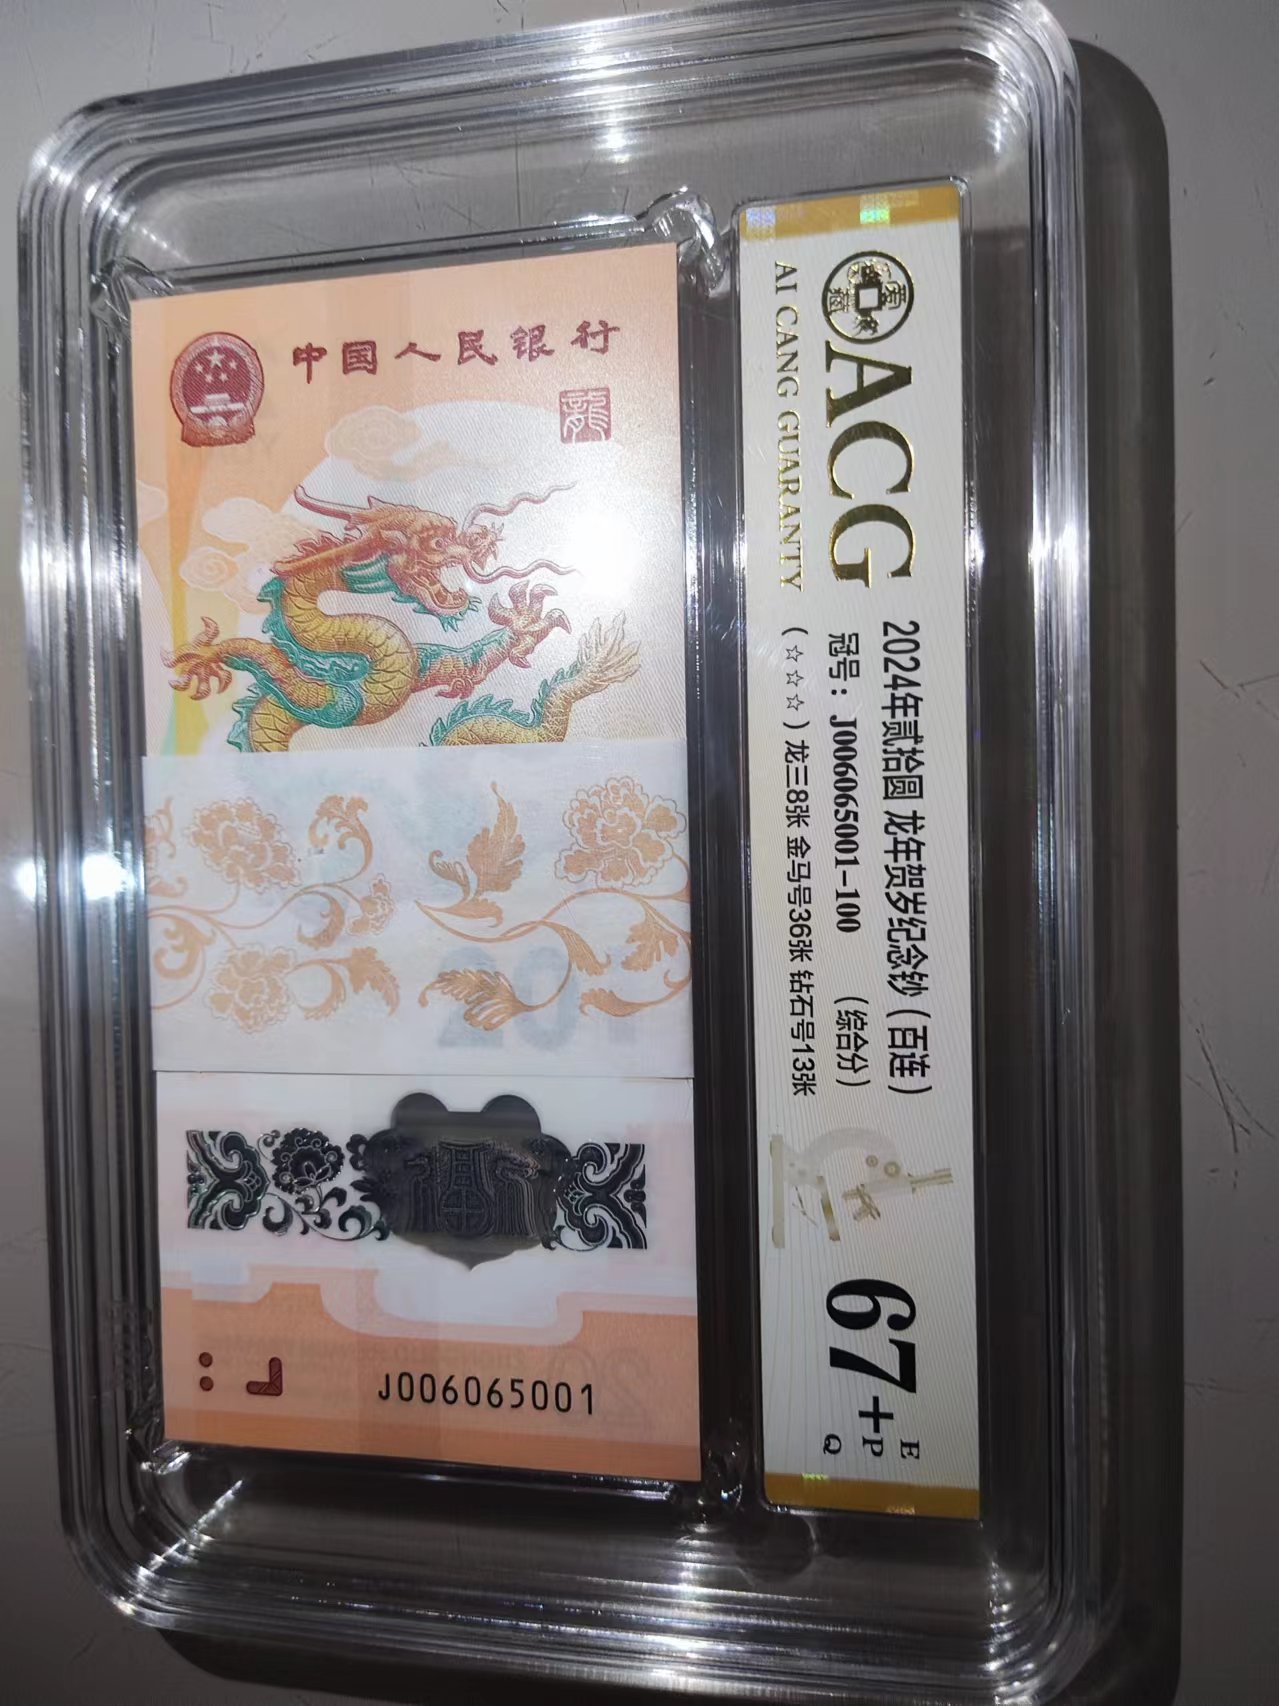 中国人民银行
龍
102
J006065001
20
ACG
AI CANG GUARANTY
2024年贰拾圆 龙年贺岁纪念钞（百连）
冠号：J006065001-100 （综合分）
（☆☆☆）龙三8张 金马号36张 钻石号13张
67+
E
P
Q